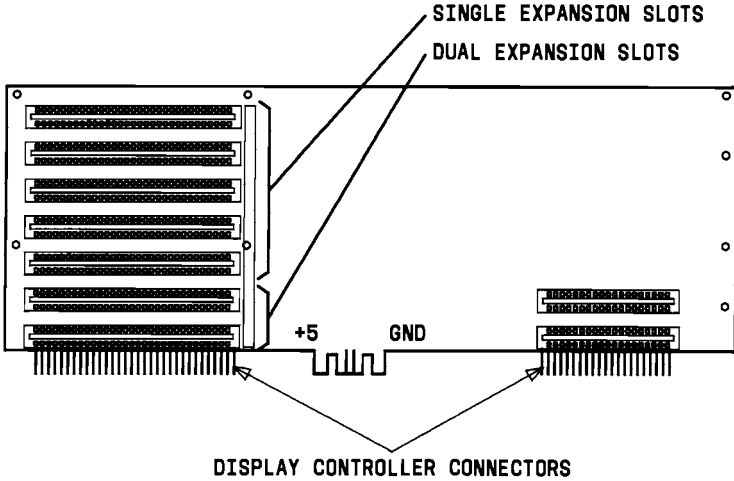 SINGLE EXPANSION SLOTS
DUAL EXPANSION SLOTS
+5 GND
DISPLAY CONTROLLER CONNECTORS